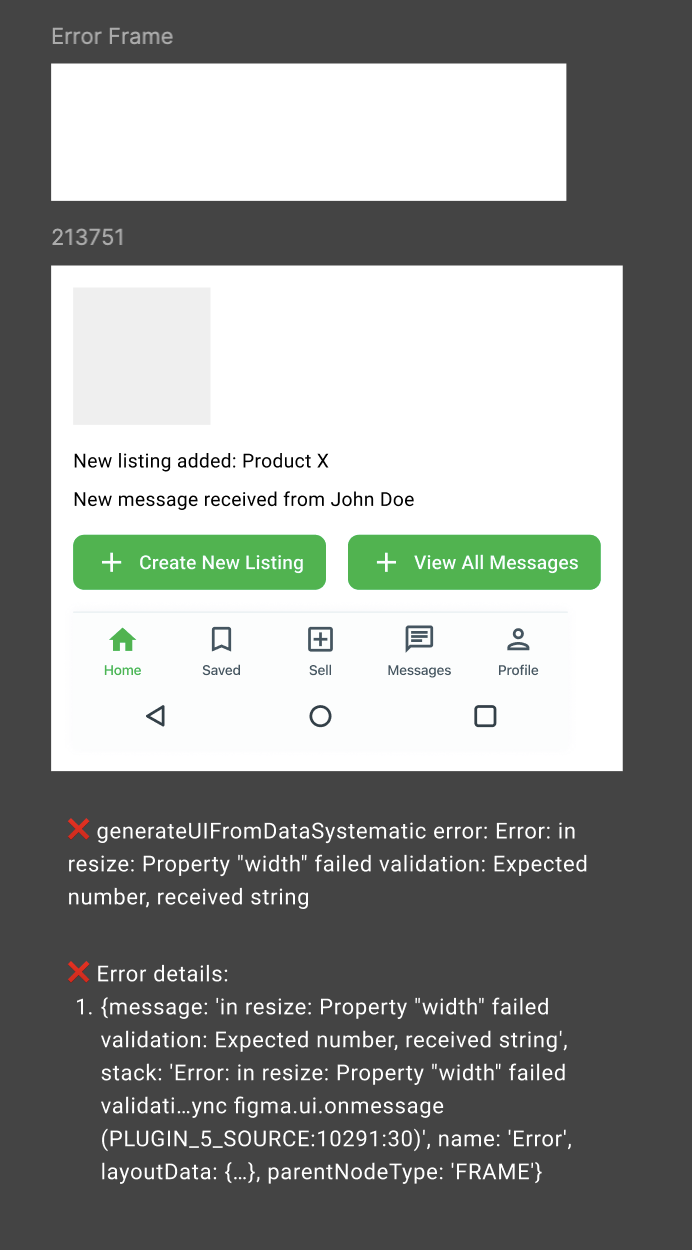 Error Frame
213751
New listing added: Product X
New message received from John Doe
Create New Listing
View All Messages
Home
Saved
Sell
Messages
Profile
❌ generateUIFromDataSystematic error: Error: in
resize: Property "width" failed validation: Expected
number, received string
❌ Error details:
1. {message: 'in resize: Property "width" failed
validation: Expected number, received string',
stack: 'Error: in resize: Property "width" failed
validati…ync figma.ui.onmessage
(PLUGIN_5_SOURCE:10291:30)', name: 'Error',
layoutData: {…}, parentNodeType: 'FRAME'}